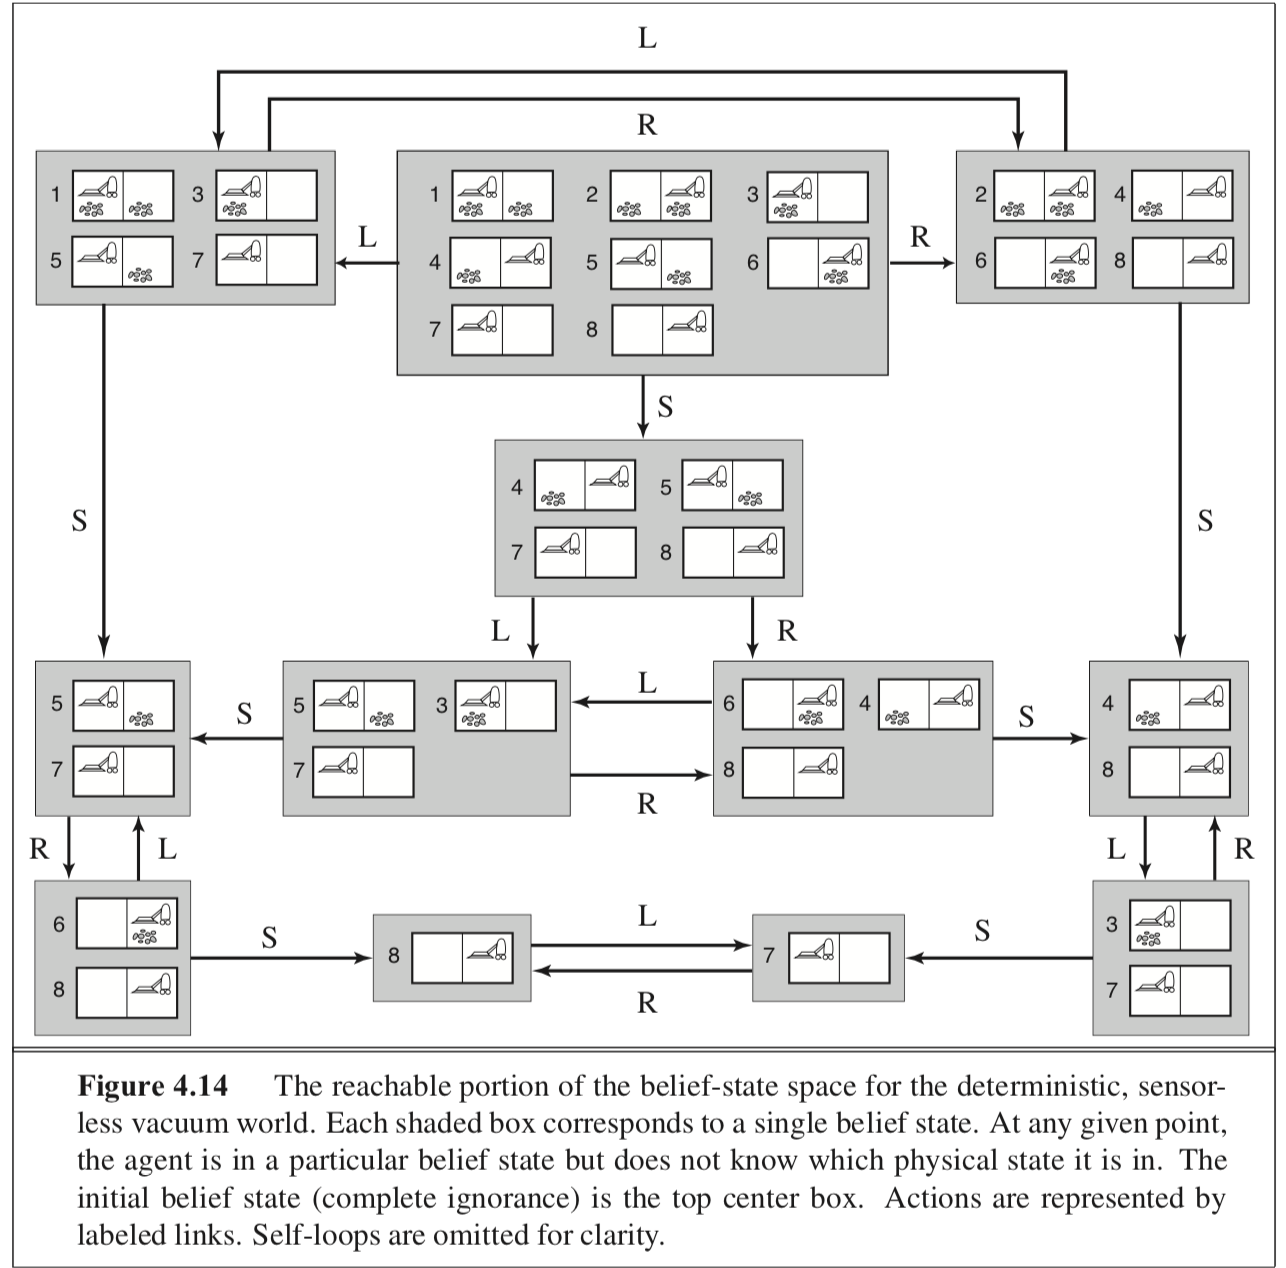 L
R
1 3
5 7
L
1 2 3
4 5 6
7 8
R
2 4
6 8
S
4 5
7 8
S
S
L
R
5
7
S
5 3
7
L
R
6 4
8
S
4
8
R
L
L
R
6
8
S
8
L
R
7
S
3
7
Figure 4.14 The reachable portion of the belief-state space for the deterministic, sensor-
less vacuum world. Each shaded box corresponds to a single belief state. At any given point,
the agent is in a particular belief state but does not know which physical state it is in. The
initial belief state (complete ignorance) is the top center box. Actions are represented by
labeled links. Self-loops are omitted for clarity.